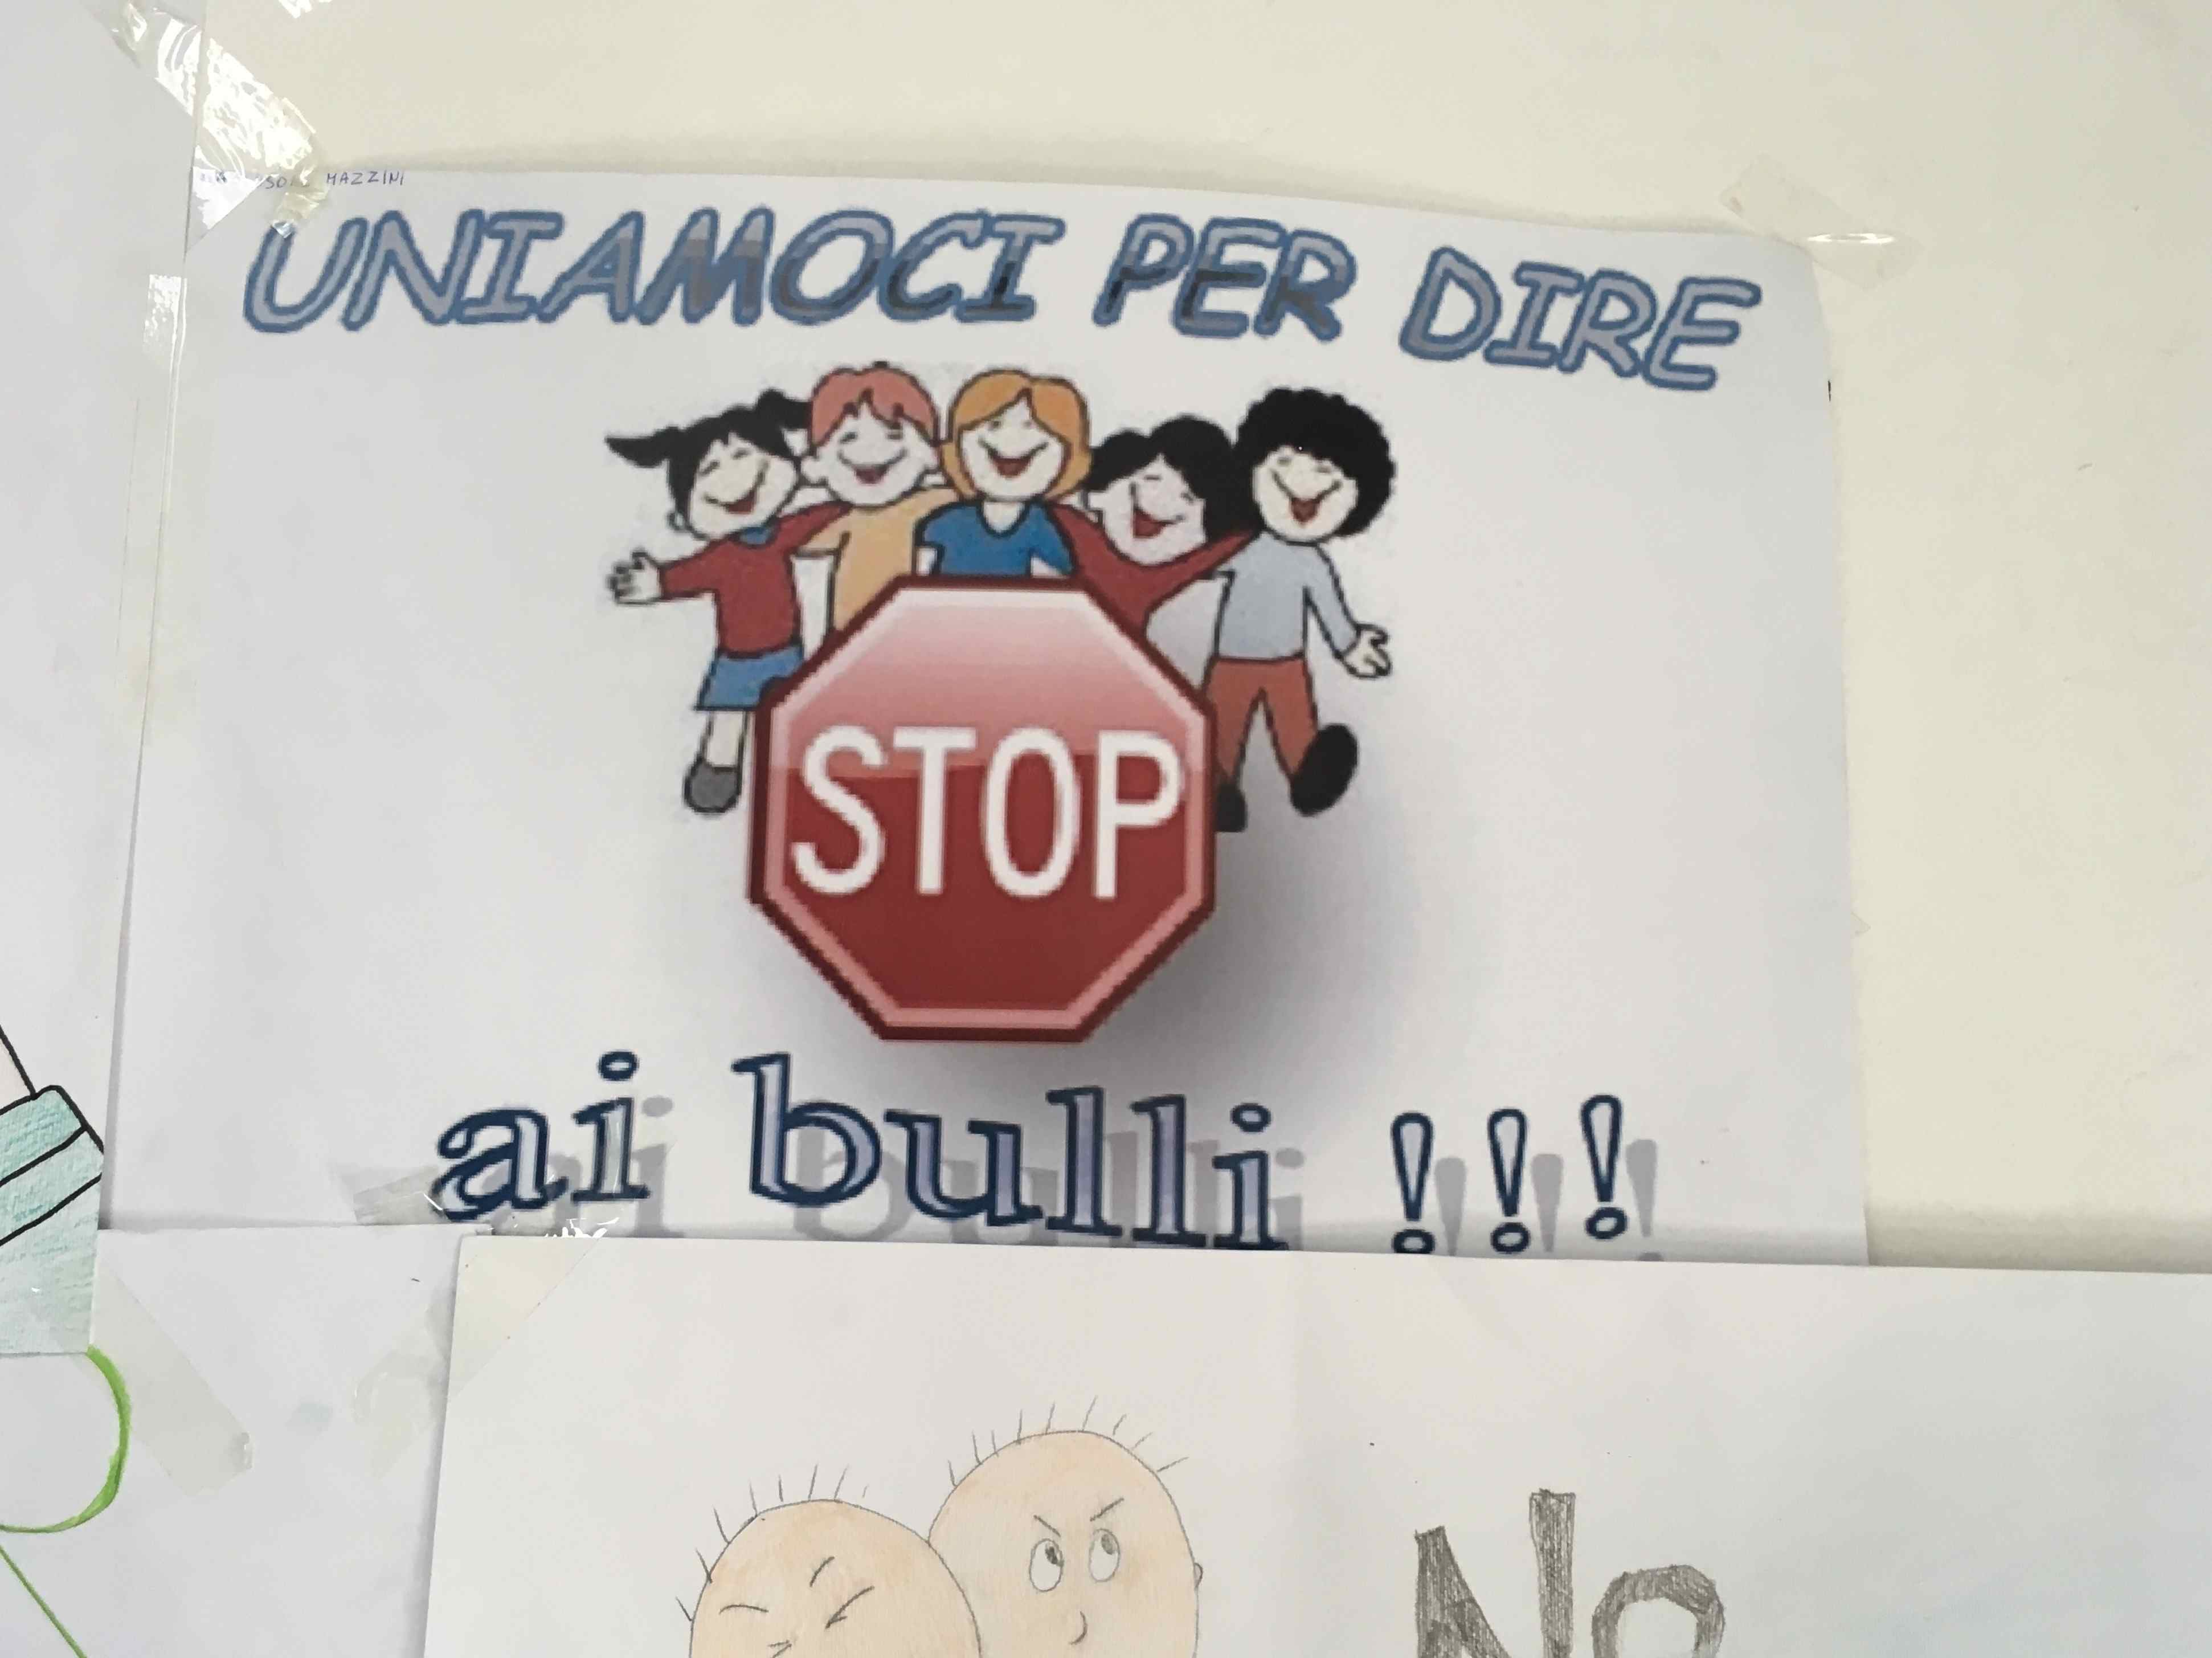 MAZZINI
UNIAMOCI PER DIRE
STOP
ai bulli !!!
No